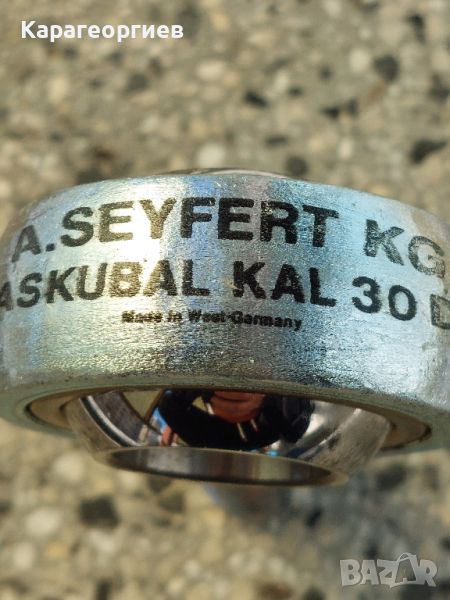 Карагеоргиев
A.SEYFERT KG
ASKUBAL KAL 30 D
Made in West-Germany
BAZAR